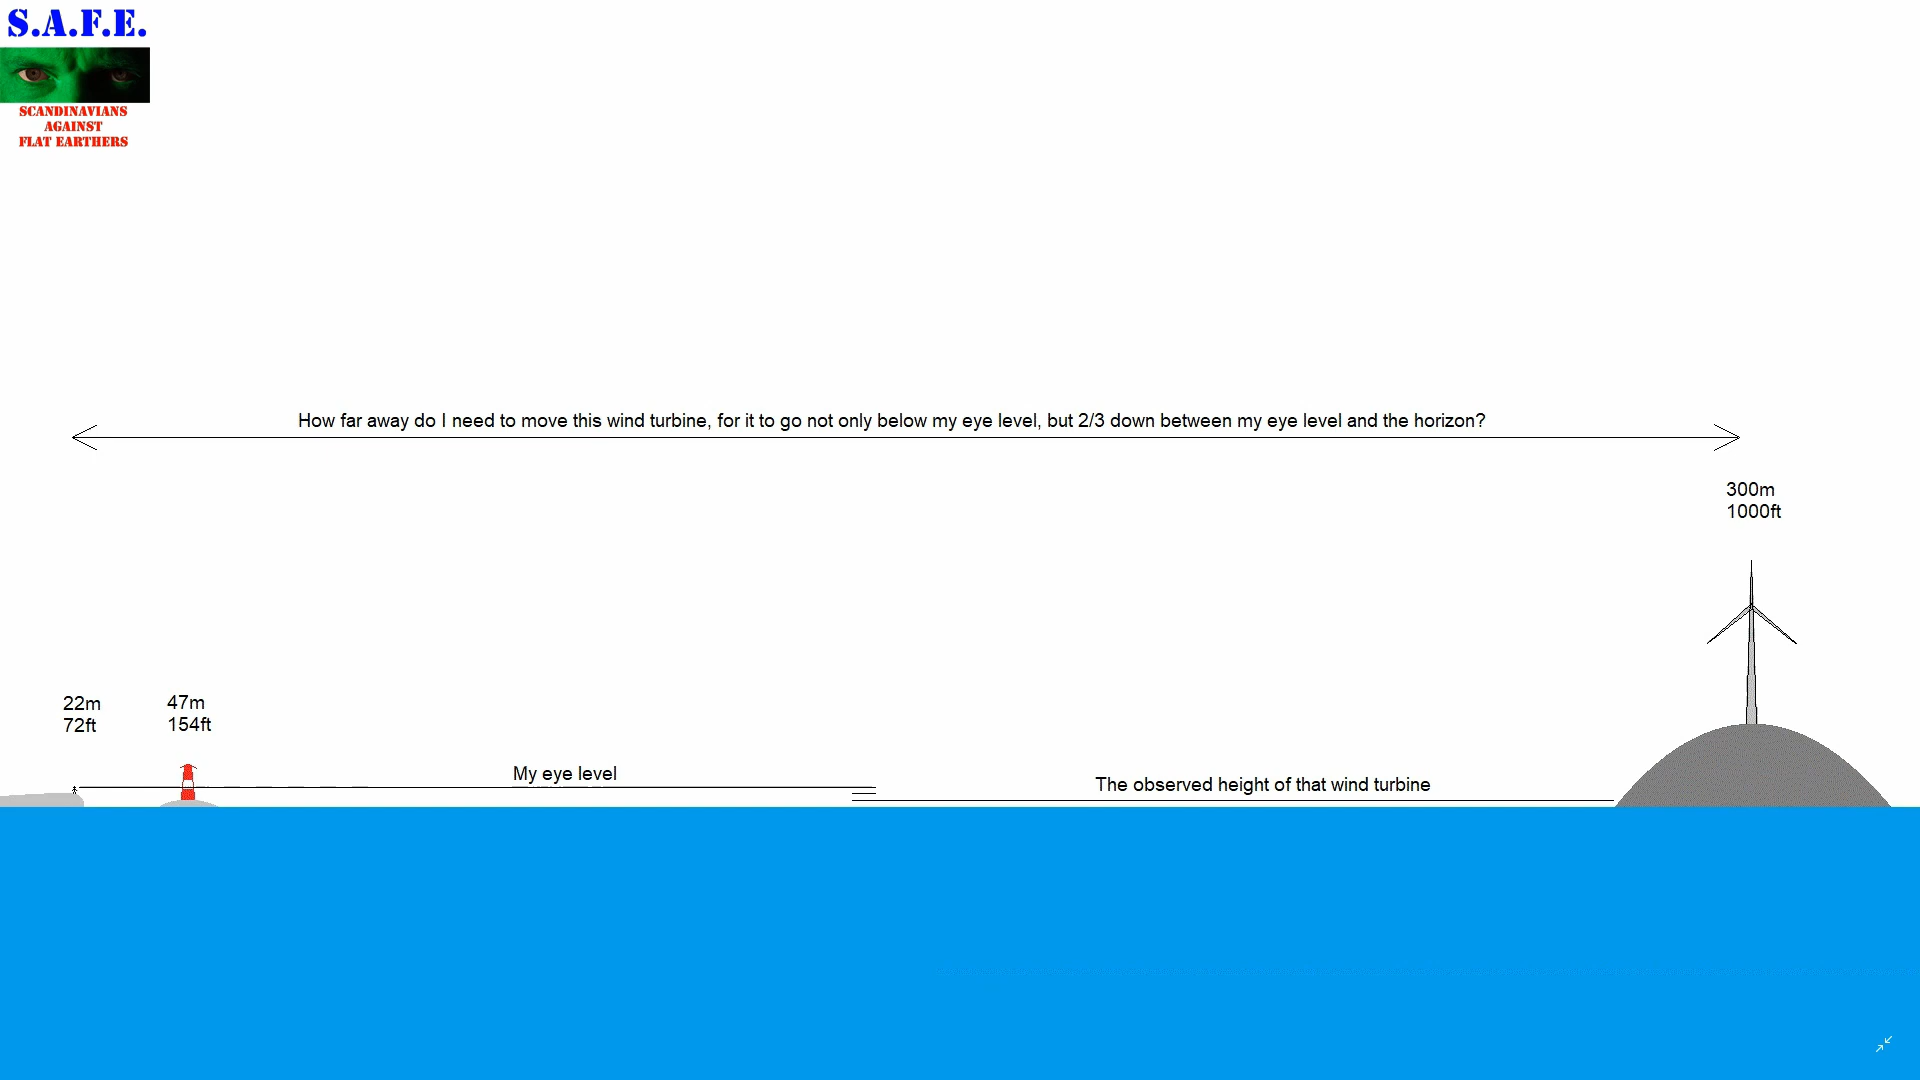 S.A.F.E.
SCANDINAVIANS
AGAINST
FLAT EARTHERS
How far away do I need to move this wind turbine, for it to go not only below my eye level, but 2/3 down between my eye level and the horizon?
300m
1000ft
22m
72ft
47m
154ft
My eye level
The observed height of that wind turbine